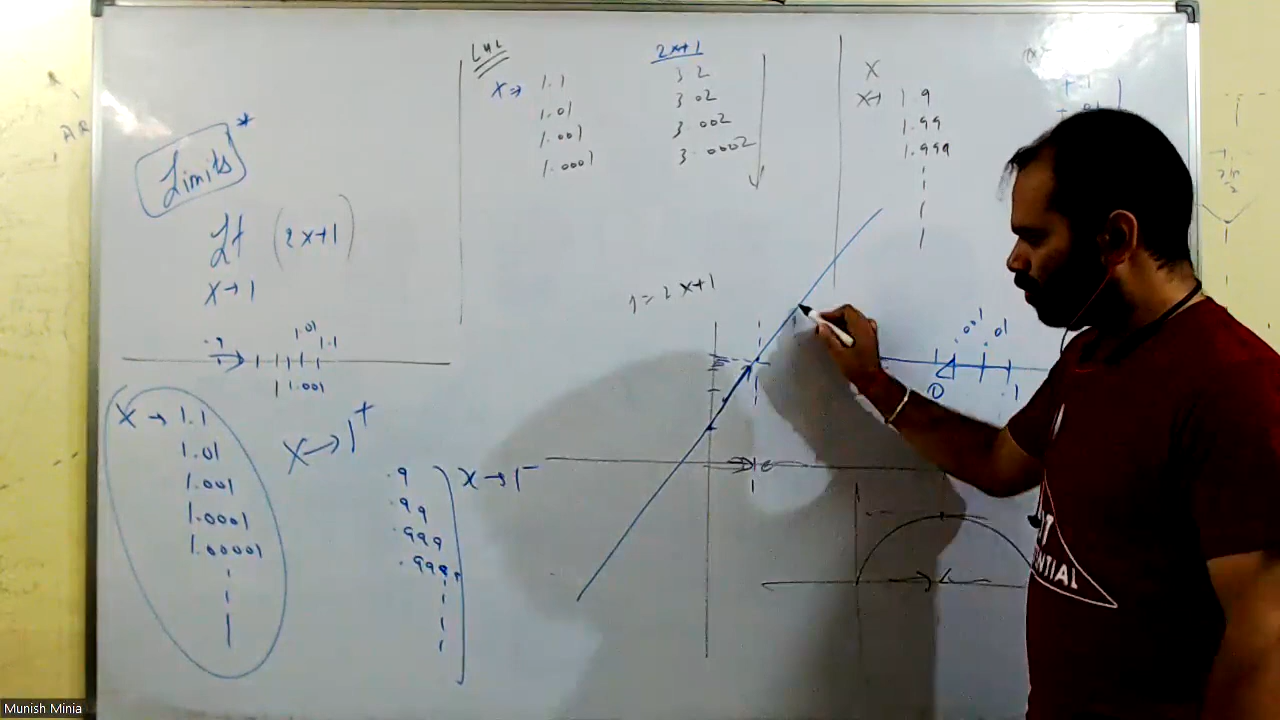 Limits *
Lt (2x+1)
x→1
.9 1.01 1.1
1 1.001
x → 1.1
1.01
1.001
1.0001
1.00001
x → 1⁺
.9
.99
.999
x → 1⁻
x ⇒ 1.1
1.01
1.001
1.0001
2x+1
3.2
3.02
3.002
3.0002
x
x→ 1.9
1.99
1.999
y = 2x+1
1
.001 .01
0 .1
NTIAL
Munish Minia